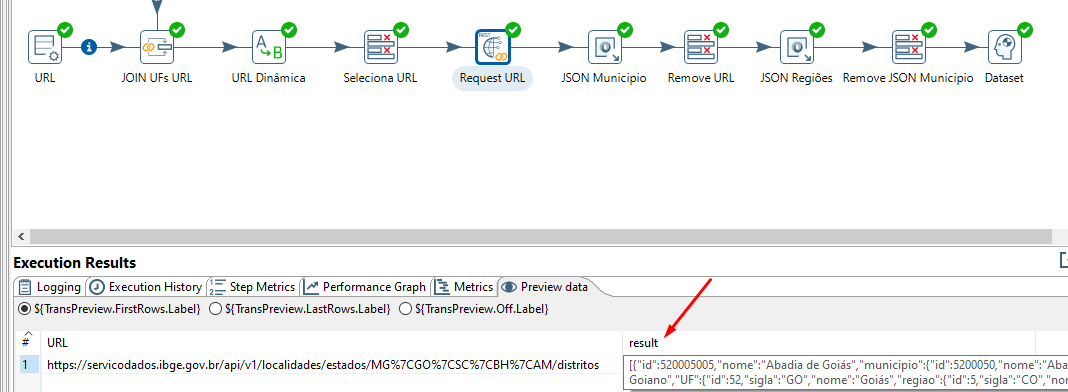 REST
A
B
URL
JOIN UFs URL
URL Dinâmica
Seleciona URL
Request URL
JSON Municipio
Remove URL
JSON Regiões
Remove JSON Municipio
Dataset
Execution Results
Logging
Execution History
Step Metrics
Performance Graph
Metrics
Preview data
${TransPreview.FirstRows.Label}
${TransPreview.LastRows.Label}
${TransPreview.Off.Label}
#
URL
result
1
https://servicodados.ibge.gov.br/api/v1/localidades/estados/MG%7CGO%7CSC%7CBH%7CAM/distritos
[{"id":520005005,"nome":"Abadia de Goiás","municipio":{"id":5200050,"nome":"Aba
Goiano","UF":{"id":52,"sigla":"GO","nome":"Goiás","regiao":{"id":5,"sigla":"CO","nom